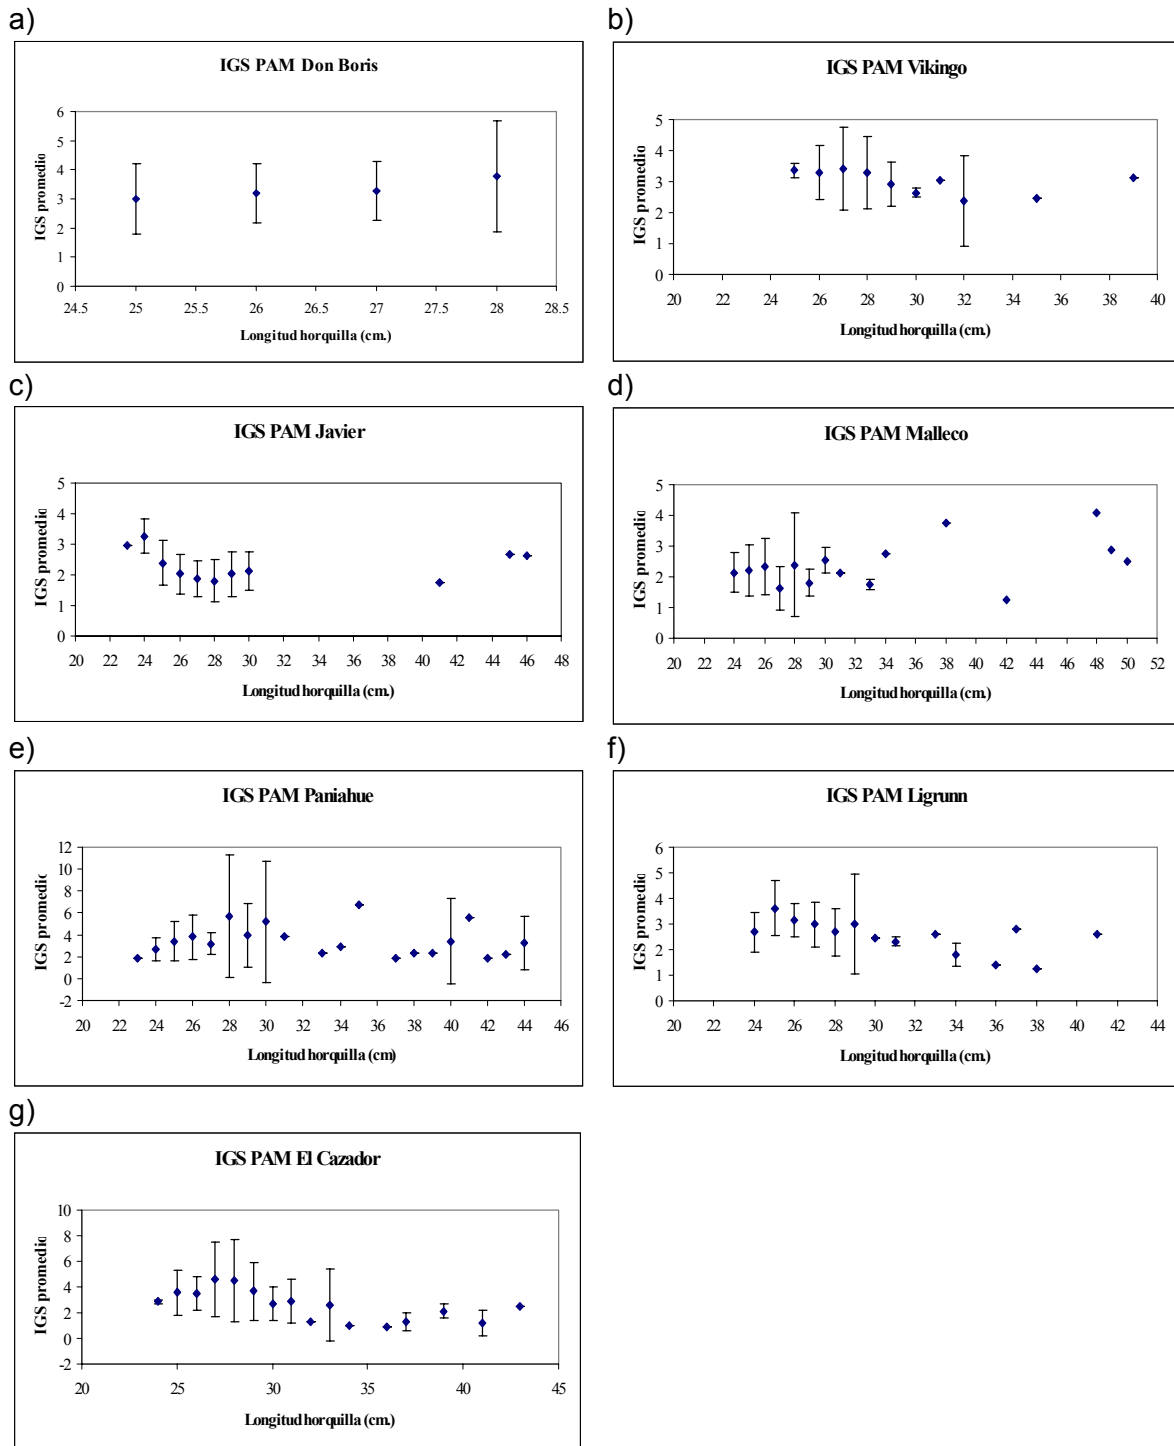 a)
IGS PAM Don Boris
IGS promedio
6
5
4
3
2
1
0
24.5 25 25.5 26 26.5 27 27.5 28 28.5
Longitud horquilla (cm.)
b)
IGS PAM Vikingo
IGS promedio
5
4
3
2
1
0
20 24 26 28 30 32 34 36 38 40
Longitud horquilla (cm.)
c)
IGS PAM Javier
IGS promedio
5
4
3
2
1
0
20 22 24 26 28 30 32 34 36 38 40 42 44 46 48
Longitud horquilla (cm.)
d)
IGS PAM Malleco
IGS promedio
5
4
3
2
1
0
20 22 24 26 28 30 32 34 36 38 40 42 44 46 48 50 52
Longitud horquilla (cm.)
e)
IGS PAM Paniahue
IGS promedio
12
10
8
6
4
2
0
-2
20 22 24 26 28 30 32 34 36 38 40 42 44 46
Longitud horquilla (cm)
f)
IGS PAM Ligrunn
IGS promedio
6
5
4
3
2
1
0
20 22 24 26 28 30 32 34 36 38 40 42 44
Longitud horquilla (cm.)
g)
IGS PAM El Cazador
IGS promedio
10
8
6
4
2
0
-2
20 25 30 35 40 45
Longitud horquilla (cm.)